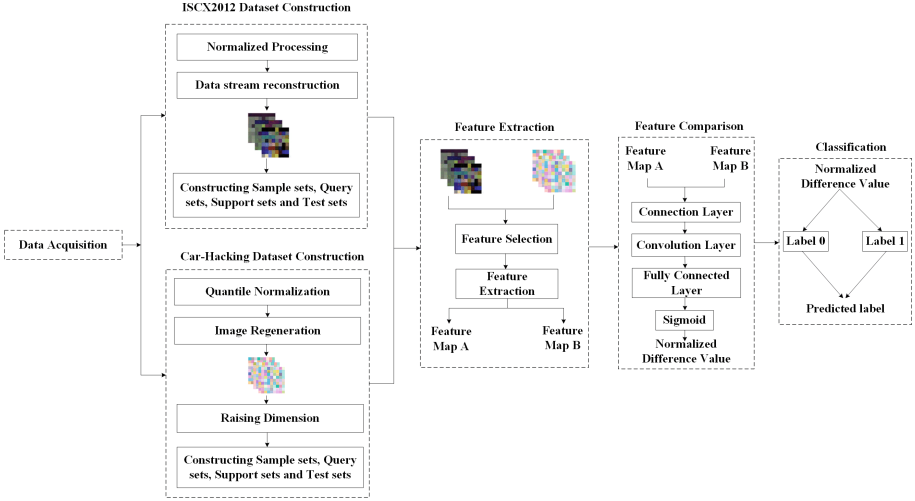 ISCX2012 Dataset Construction
Normalized Processing
Data stream reconstruction
Constructing Sample sets, Query
sets, Support sets and Test sets
Data Acquisition
Car-Hacking Dataset Construction
Quantile Normalization
Image Regeneration
Raising Dimension
Constructing Sample sets, Query
sets, Support sets and Test sets
Feature Extraction
Feature Selection
Feature
Extraction
Feature
Map A
Feature
Map B
Feature Comparison
Feature
Map A
Feature
Map B
Connection Layer
Convolution Layer
Fully Connected
Layer
Sigmoid
Normalized
Difference Value
Classification
Normalized
Difference Value
Label 0
Label 1
Predicted label